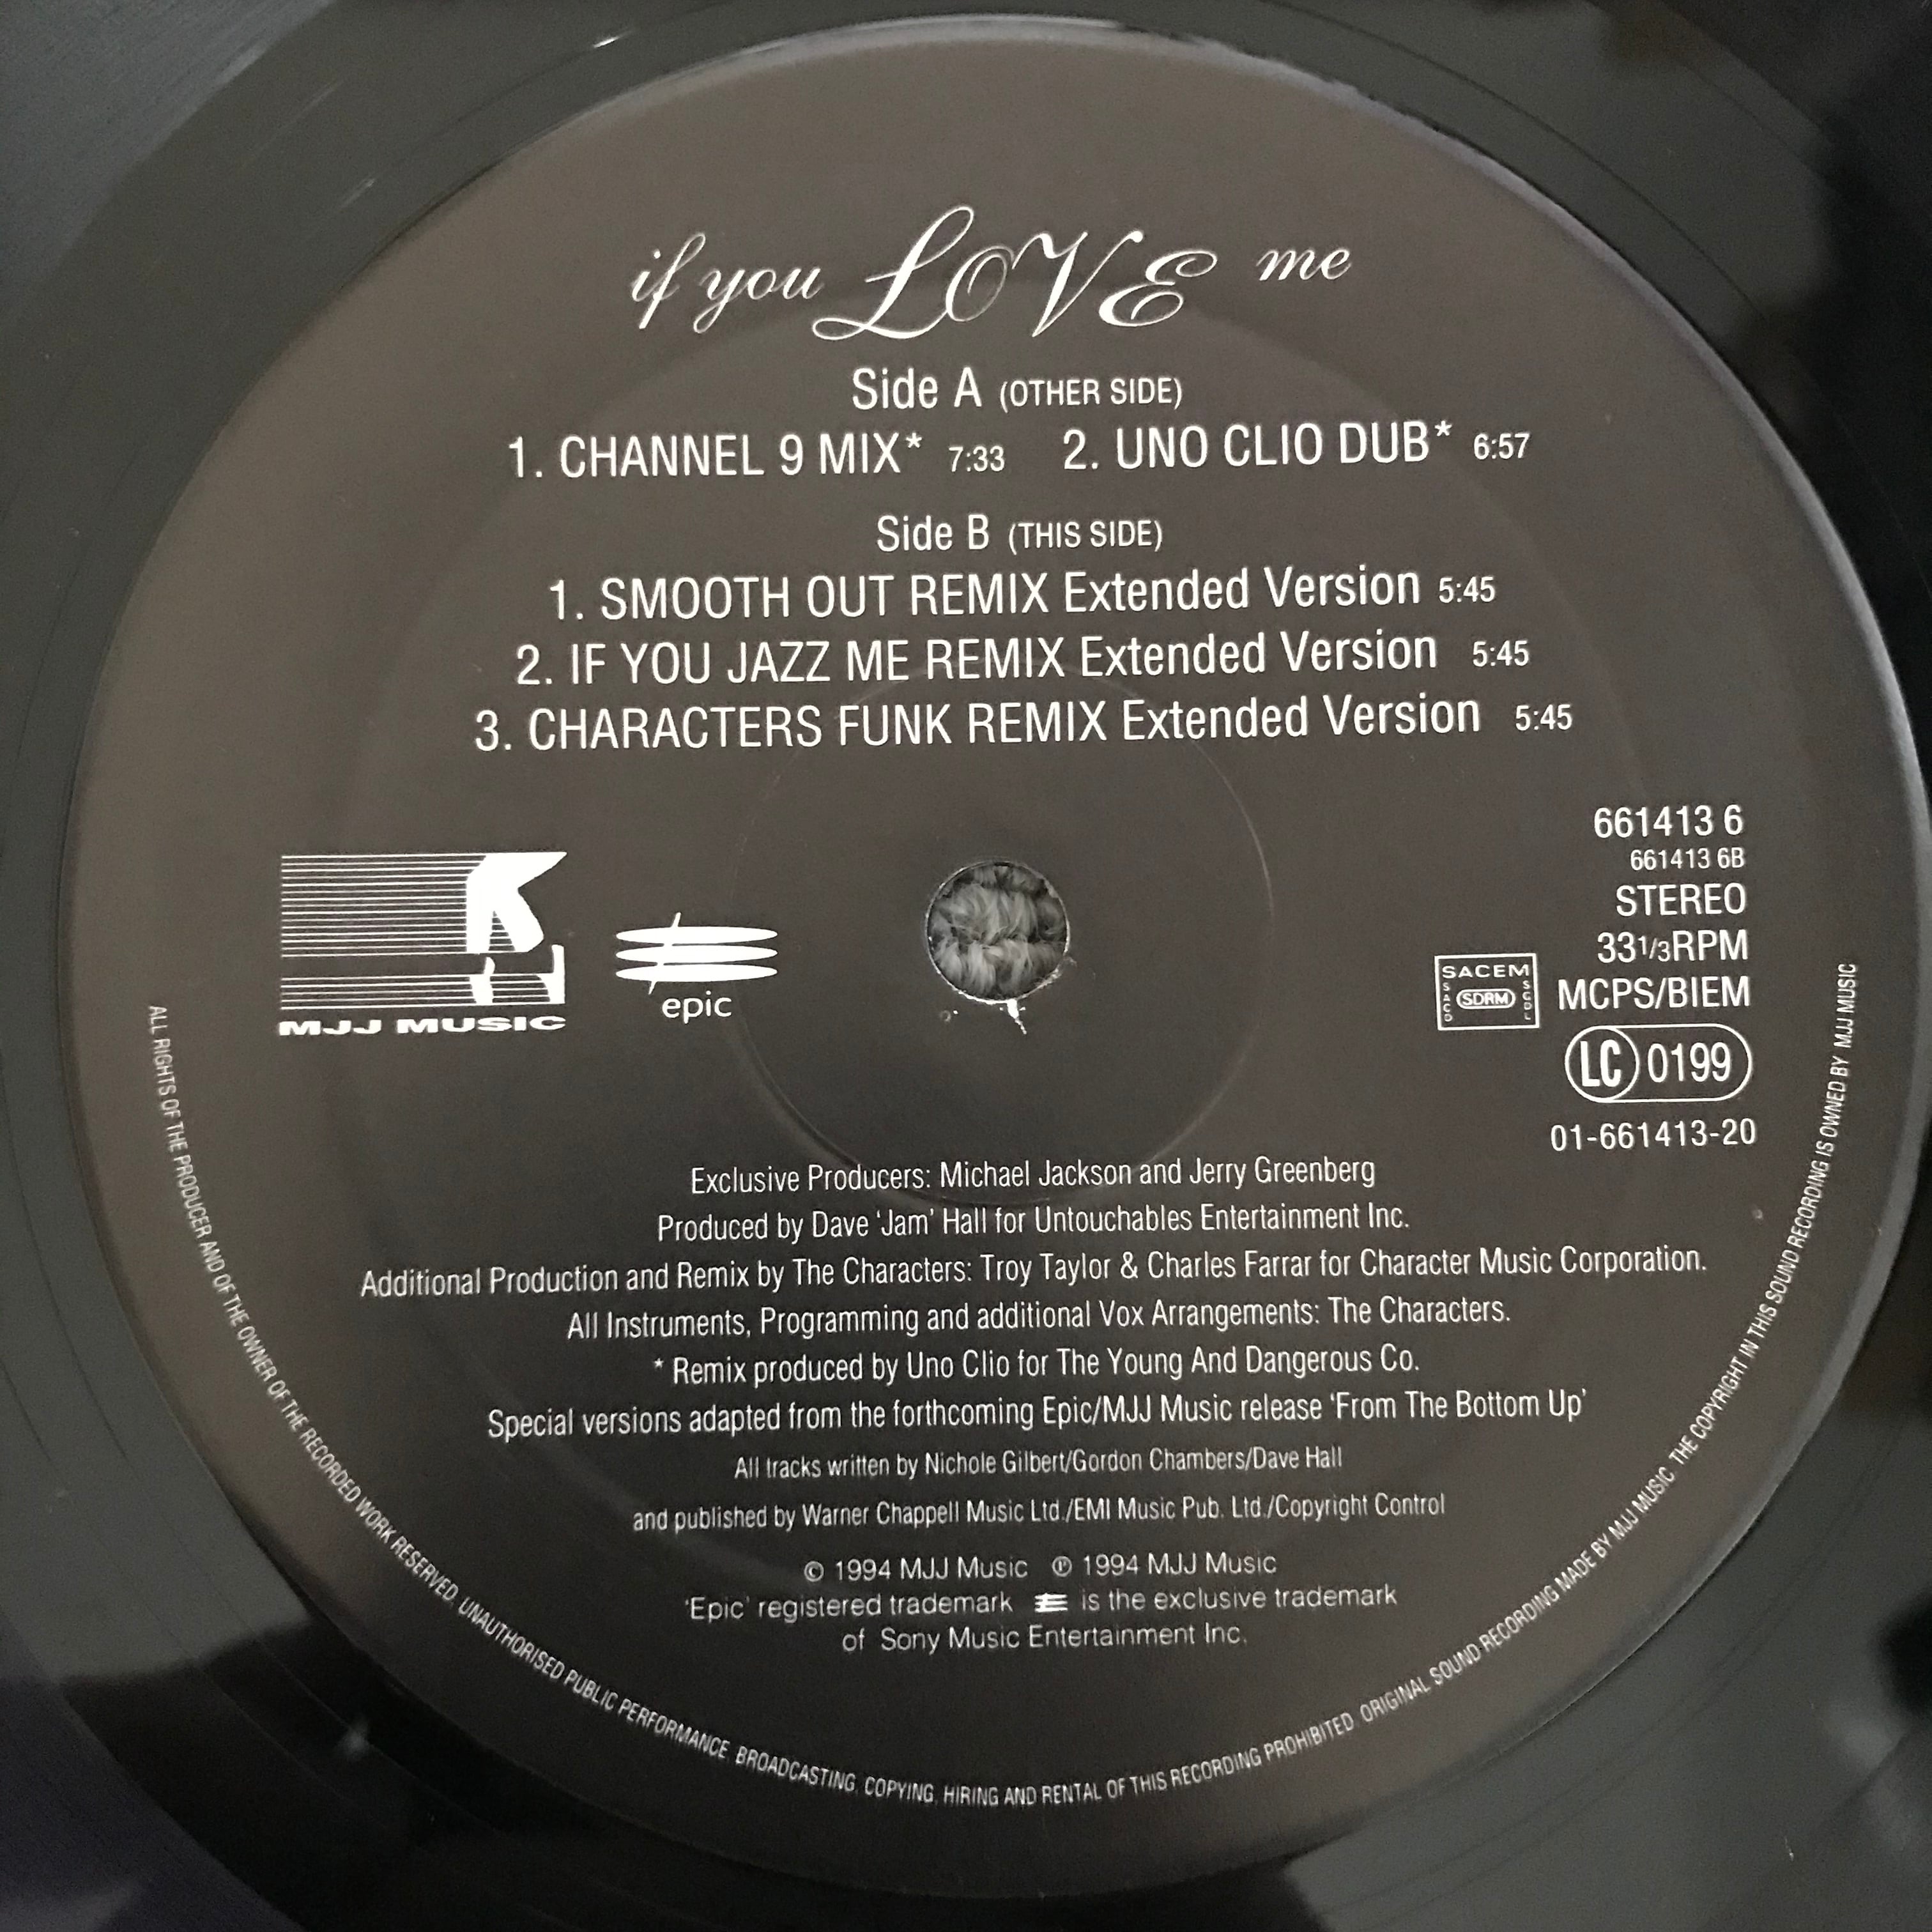 if you LOVE me
Side A (OTHER SIDE)
1. CHANNEL 9 MIX* 7:33 2. UNO CLIO DUB* 6:57
Side B (THIS SIDE)
1. SMOOTH OUT REMIX Extended Version 5:45
2. IF YOU JAZZ ME REMIX Extended Version 5:45
3. CHARACTERS FUNK REMIX Extended Version 5:45
661413 6
661413 6B
STEREO
33 1/3 RPM
MCPS/BIEM
SACEM
SACD
SDRM
SGDL
LC 0199
01-661413-20
MJJ MUSIC
epic
Exclusive Producers: Michael Jackson and Jerry Greenberg
Produced by Dave ‘Jam’ Hall for Untouchables Entertainment Inc.
Additional Production and Remix by The Characters: Troy Taylor & Charles Farrar for Character Music Corporation.
All Instruments, Programming and additional Vox Arrangements: The Characters.
* Remix produced by Uno Clio for The Young And Dangerous Co.
Special versions adapted from the forthcoming Epic/MJJ Music release ‘From The Bottom Up’
All tracks written by Nichole Gilbert/Gordon Chambers/Dave Hall
and published by Warner Chappell Music Ltd./EMI Music Pub. Ltd./Copyright Control
© 1994 MJJ Music ℗ 1994 MJJ Music
‘Epic’ registered trademark is the exclusive trademark
of Sony Music Entertainment Inc.
ALL RIGHTS OF THE PRODUCER AND OF THE OWNER OF THE RECORDED WORK RESERVED. UNAUTHORISED PUBLIC PERFORMANCE, BROADCASTING, COPYING, HIRING AND RENTAL OF THIS RECORDING PROHIBITED. ORIGINAL SOUND RECORDING MADE BY MJJ MUSIC. THE COPYRIGHT IN THIS SOUND RECORDING IS OWNED BY MJJ MUSIC